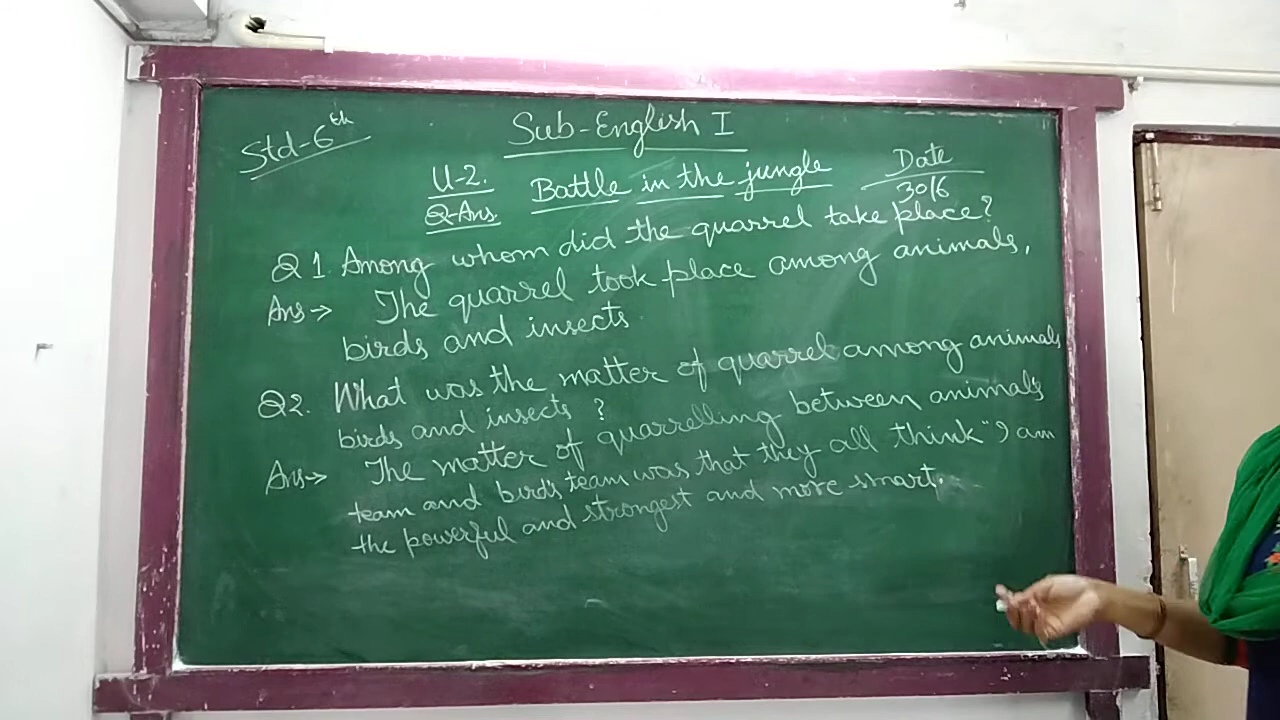 Std-6th
Sub-English I
U-2. Battle in the jungle
Q-Ans.
Date
30/6
Q 1. Among whom did the quarrel take place?
Ans→ The quarrel took place among animals,
birds and insects.
Q2. What was the matter of quarrel among animals
birds and insects ?
Ans→ The matter of quarrelling between animals
team and birds team was that they all think "I am
the powerful and strongest and more smart.